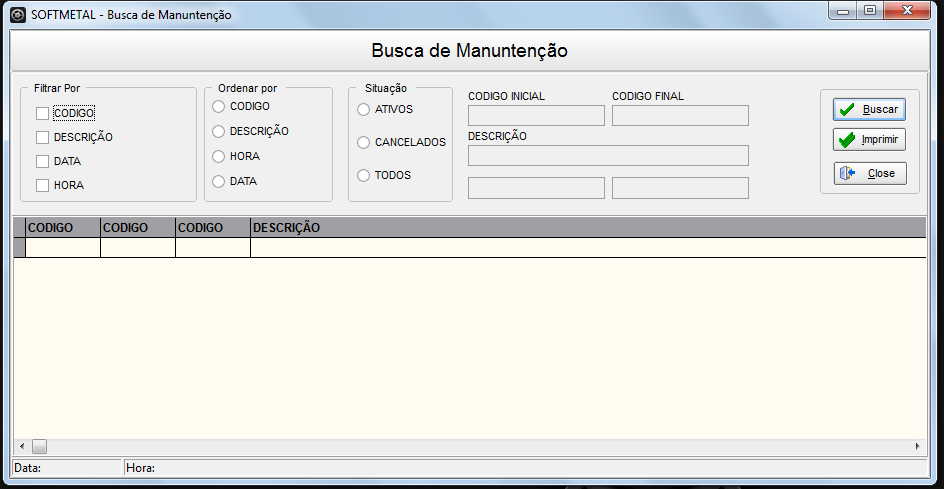 SOFTMETAL - Busca de Manuntenção
Busca de Manuntenção
Filtrar Por
CODIGO
DESCRIÇÃO
DATA
HORA
Ordenar por
CODIGO
DESCRIÇÃO
HORA
DATA
Situação
ATIVOS
CANCELADOS
TODOS
CODIGO INICIAL CODIGO FINAL
DESCRIÇÃO
Buscar
Imprimir
Close
CODIGO CODIGO CODIGO DESCRIÇÃO
Data: Hora: